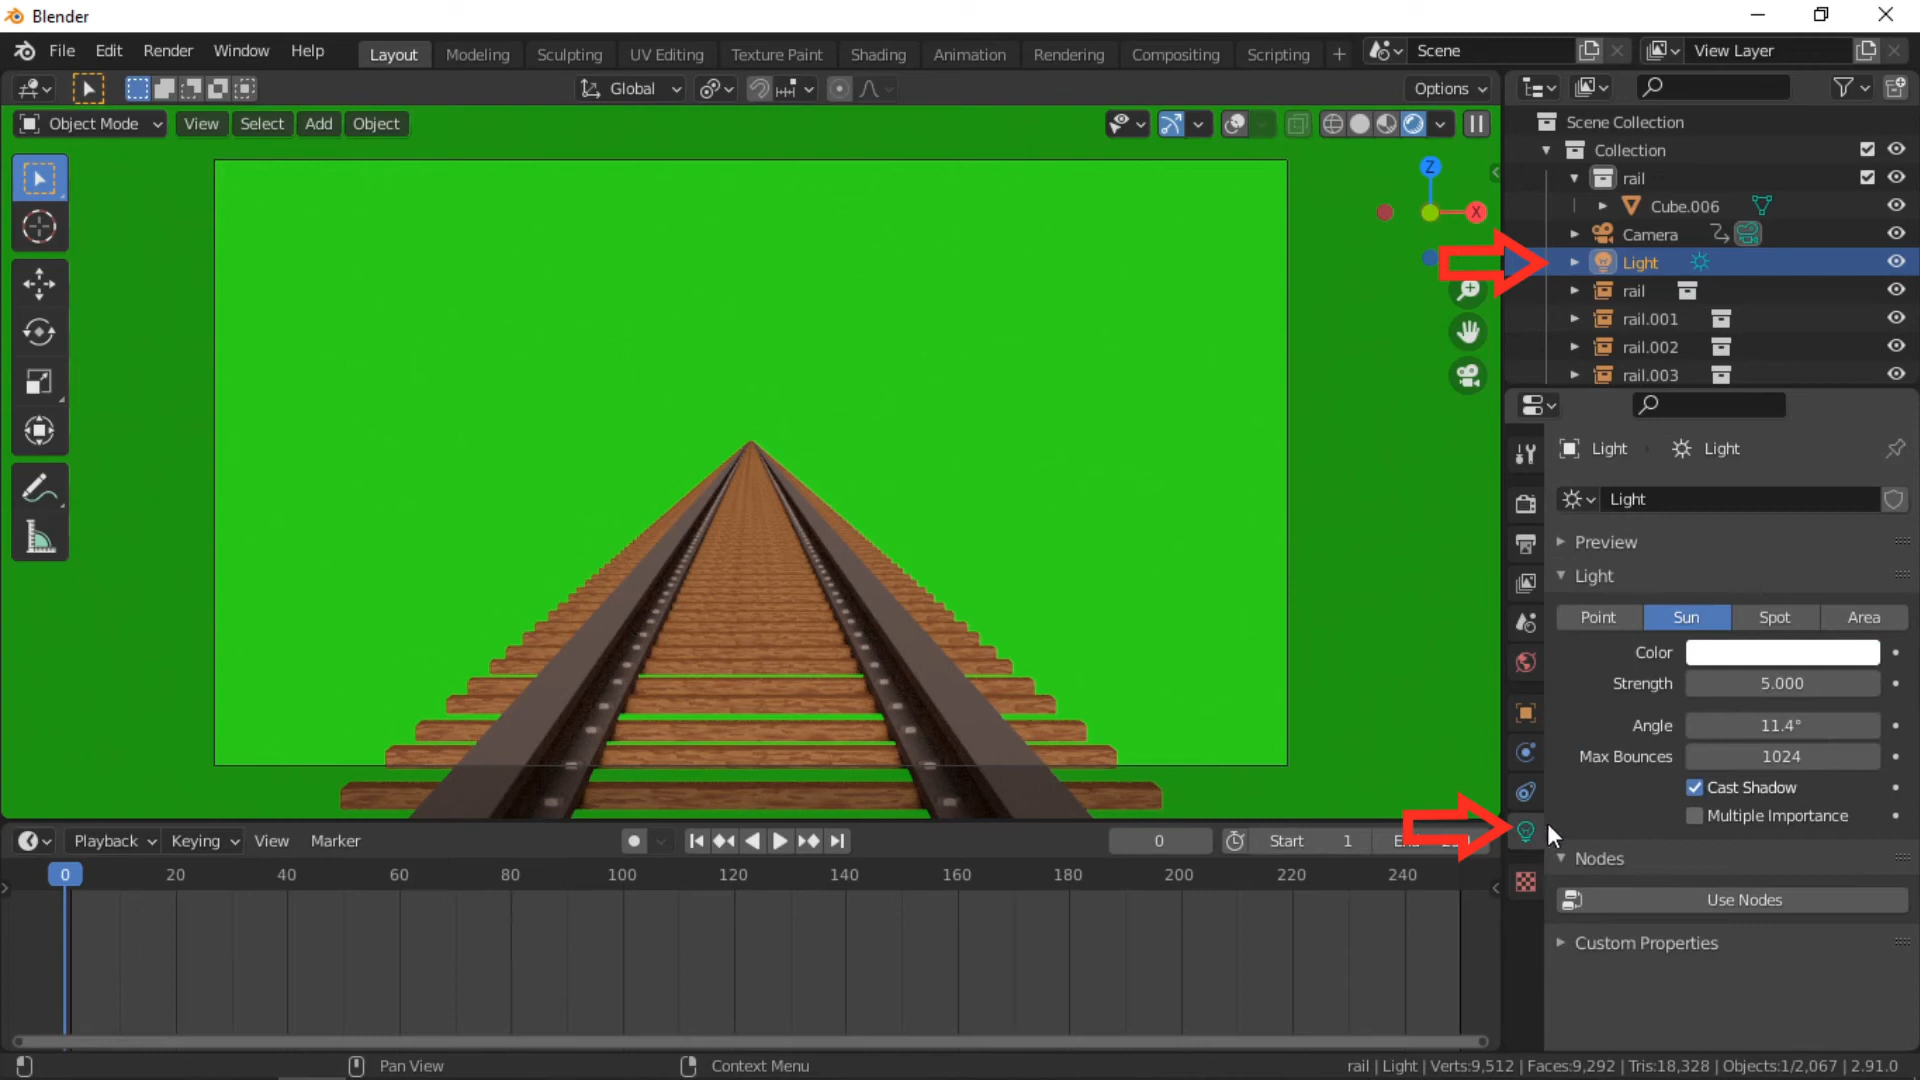 Blender
File Edit Render Window Help Layout Modeling Sculpting UV Editing Texture Paint Shading Animation Rendering Compositing Scripting + Scene View Layer
Global Options
Object Mode View Select Add Object
Z
X
Scene Collection
Collection
rail
Cube.006
Camera
Light
rail
rail.001
rail.002
rail.003
Light Light
Light
Preview
Light
Point Sun Spot Area
Color
Strength 5.000
Angle 11.4°
Max Bounces 1024
Cast Shadow
Multiple Importance
Nodes
Use Nodes
Custom Properties
Playback Keying View Marker 0 Start 1
0 20 40 60 80 100 120 140 160 180 200 220 240
Pan View Context Menu rail | Light | Verts:9,512 | Faces:9,292 | Tris:18,328 | Objects:1/2,067 | 2.91.0